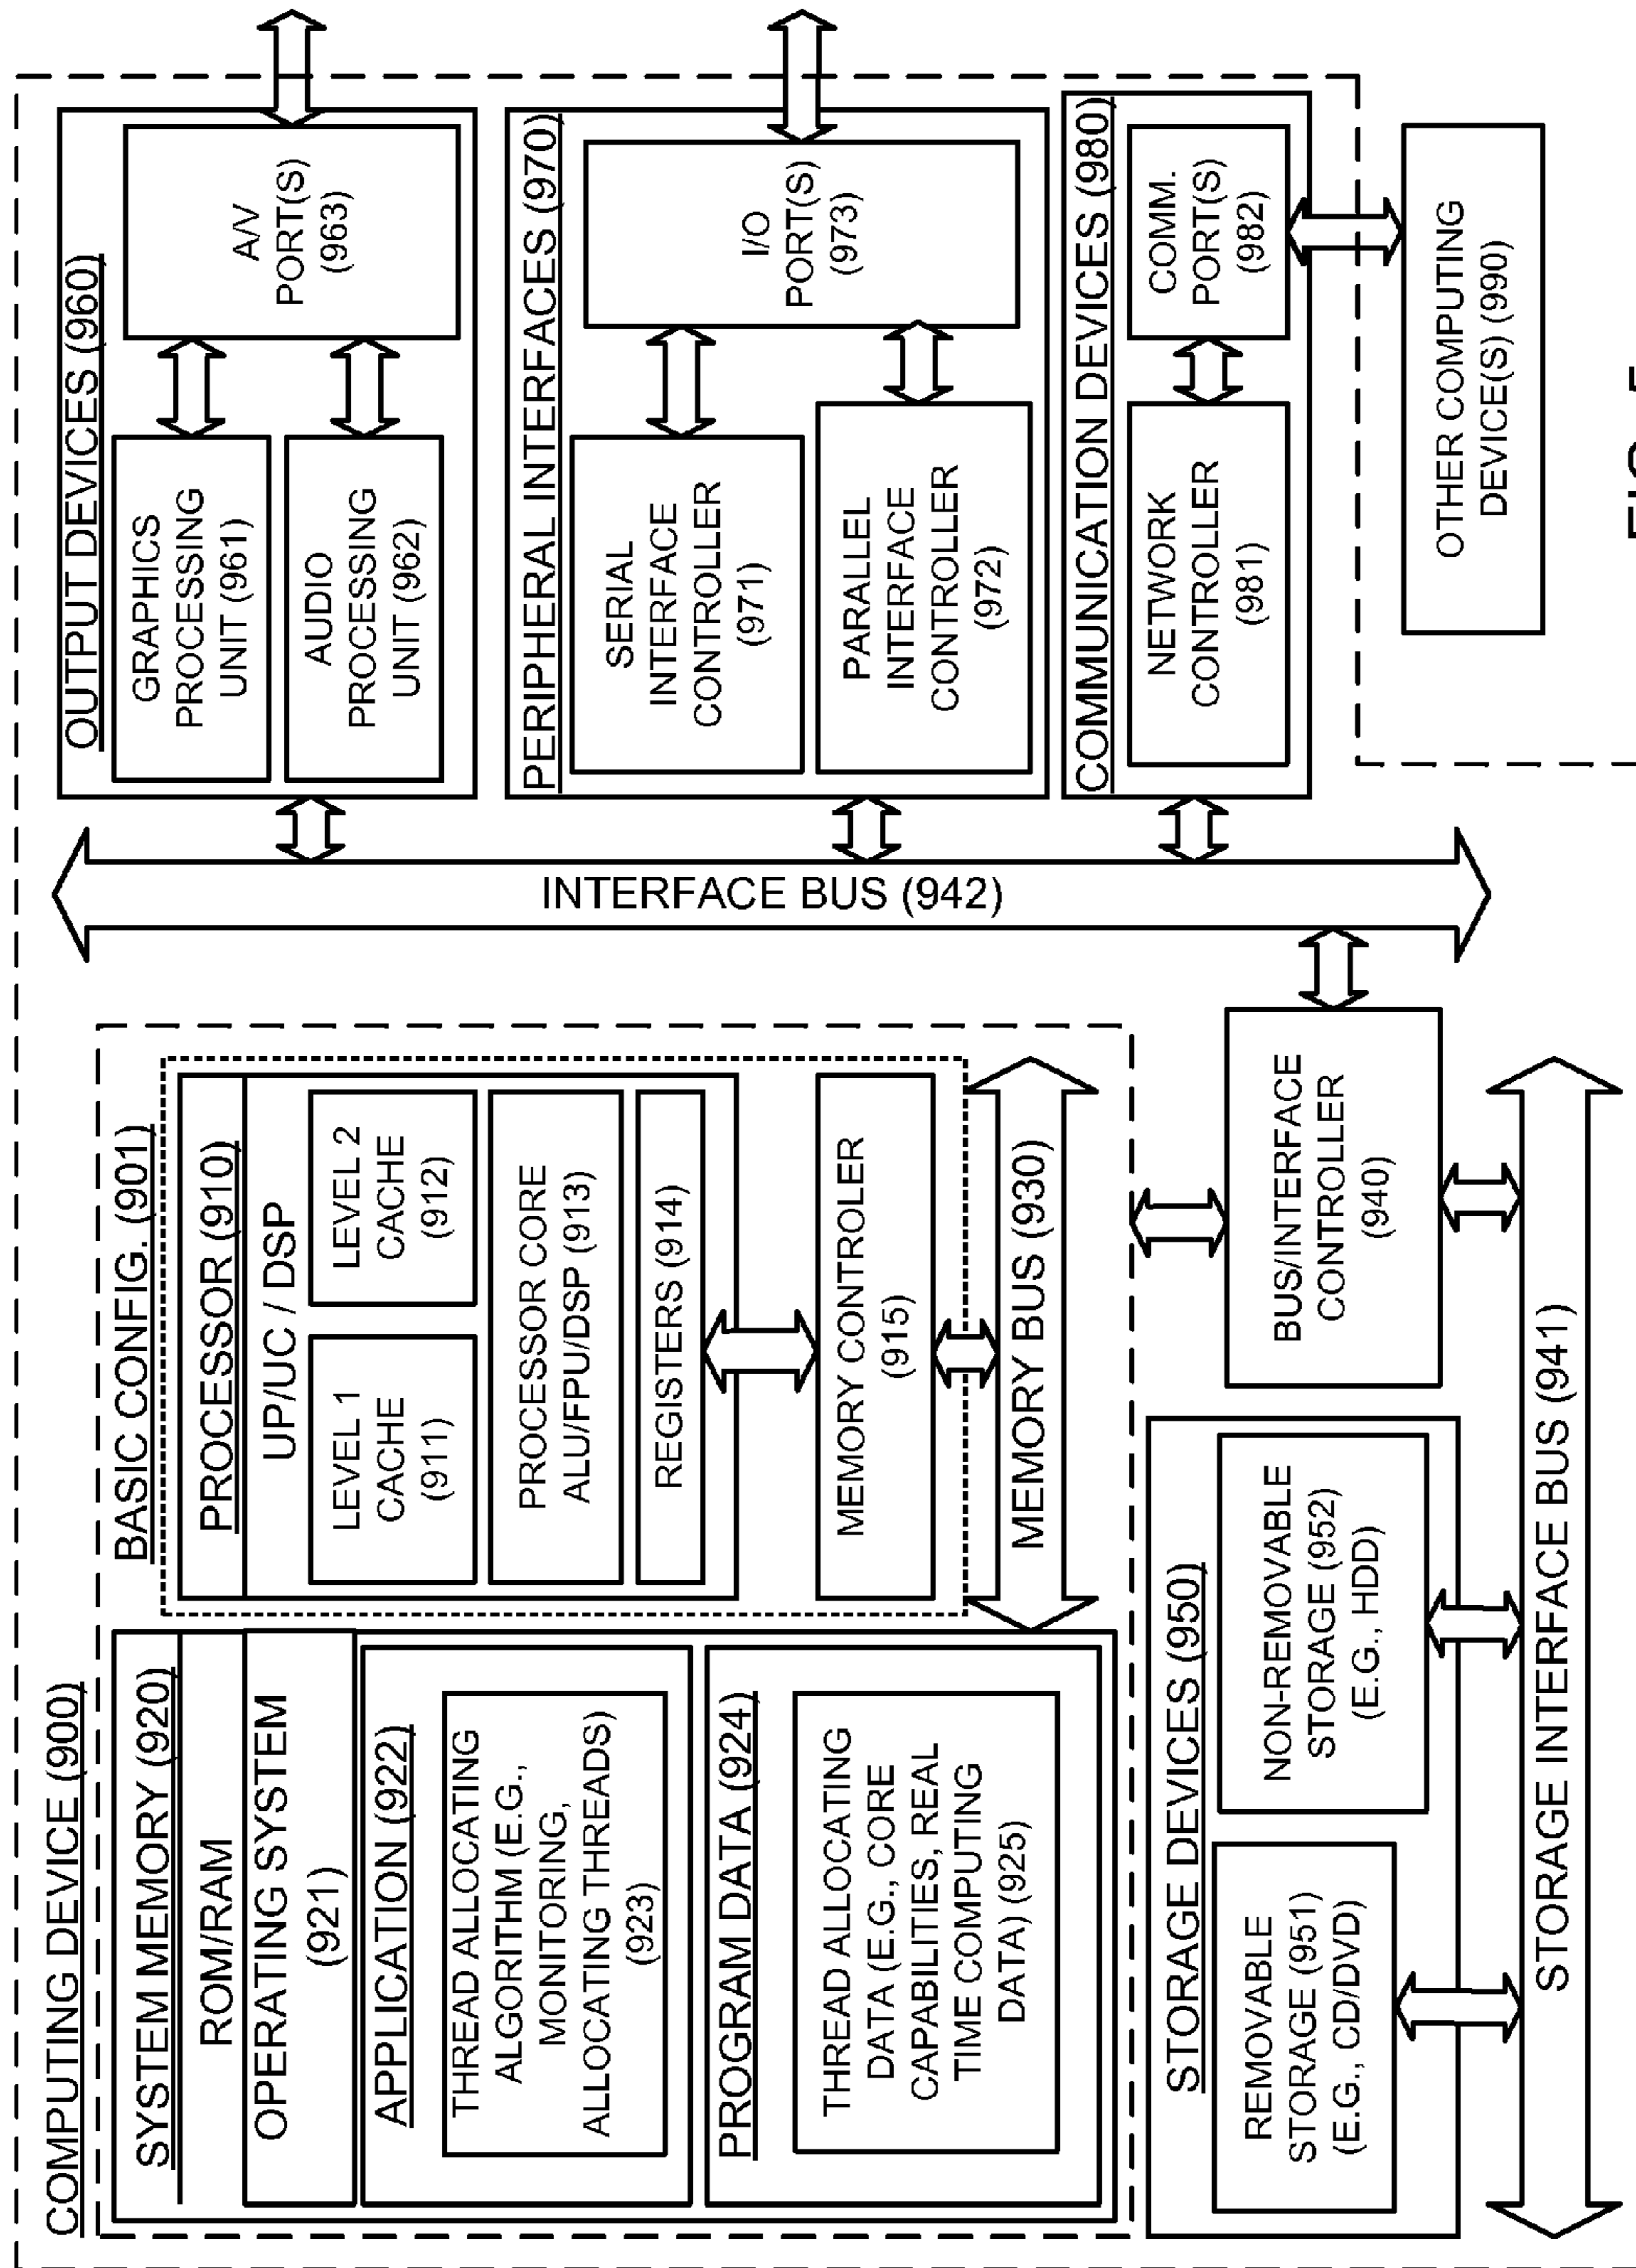 COMPUTING DEVICE (900)
BASIC CONFIG. (901)
SYSTEM MEMORY (920)
ROM/RAM
OPERATING SYSTEM
(921)
APPLICATION (922)
THREAD ALLOCATING
ALGORITHM (E.G.,
MONITORING,
ALLOCATING THREADS)
(923)
PROGRAM DATA (924)
THREAD ALLOCATING
DATA (E.G., CORE
CAPABILITIES, REAL
TIME COMPUTING
DATA) (925)
PROCESSOR (910)
UP/UC / DSP
LEVEL 1
CACHE
(911)
LEVEL 2
CACHE
(912)
PROCESSOR CORE
ALU/FPU/DSP (913)
REGISTERS (914)
MEMORY CONTROLLER
(915)
MEMORY BUS (930)
STORAGE DEVICES (950)
REMOVABLE
STORAGE (951)
(E.G., CD/DVD)
NON-REMOVABLE
STORAGE (952)
(E.G., HDD)
BUS/INTERFACE
CONTROLLER
(940)
STORAGE INTERFACE BUS (941)
INTERFACE BUS (942)
OUTPUT DEVICES (960)
GRAPHICS
PROCESSING
UNIT (961)
AUDIO
PROCESSING
UNIT (962)
A/V
PORT(S)
(963)
PERIPHERAL INTERFACES (970)
SERIAL
INTERFACE
CONTROLLER
(971)
PARALLEL
INTERFACE
CONTROLLER
(972)
I/O
PORT(S)
(973)
COMMUNICATION DEVICES (980)
NETWORK
CONTROLLER
(981)
COMM.
PORT(S)
(982)
OTHER COMPUTING
DEVICE(S) (990)